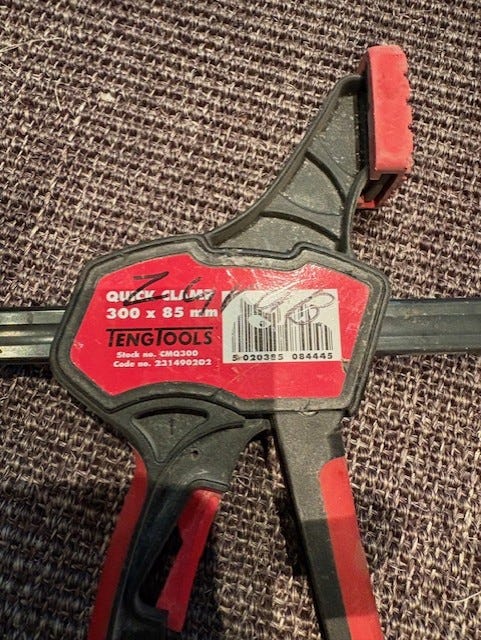 QUICK CLAMP
300 x 85 mm
TENGTOOLS
Stock no. CMQ300
Code no. 231490202
5 020385 084445